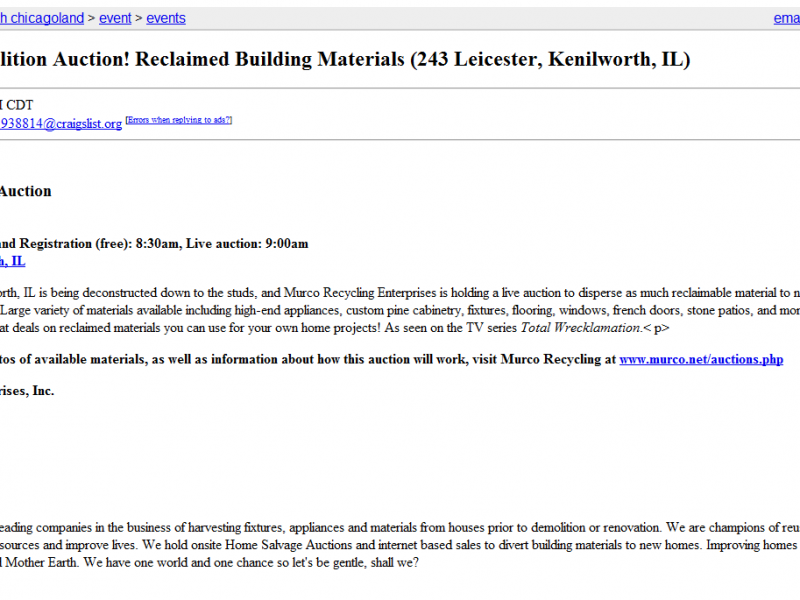 h chicagoland > event > events ema
lition Auction! Reclaimed Building Materials (243 Leicester, Kenilworth, IL)
M CDT
938814@craigslist.org [Errors when replying to ads?]
Auction
and Registration (free): 8:30am, Live auction: 9:00am
h, IL
orth, IL is being deconstructed down to the studs, and Murco Recycling Enterprises is holding a live auction to disperse as much reclaimable material to n
Large variety of materials available including high-end appliances, custom pine cabinetry, fixtures, flooring, windows, french doors, stone patios, and mor
at deals on reclaimed materials you can use for your own home projects! As seen on the TV series Total Wrecklamation.< p>
tos of available materials, as well as information about how this auction will work, visit Murco Recycling at www.murco.net/auctions.php
rises, Inc.
eading companies in the business of harvesting fixtures, appliances and materials from houses prior to demolition or renovation. We are champions of reu
sources and improve lives. We hold onsite Home Salvage Auctions and internet based sales to divert building materials to new homes. Improving homes
l Mother Earth. We have one world and one chance so let's be gentle, shall we?